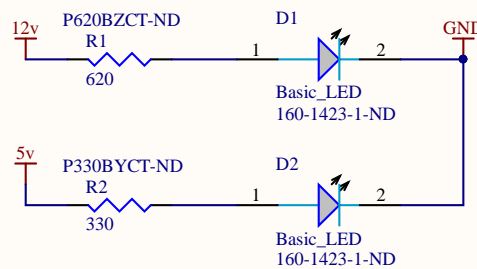 P620BZCT-ND
D1
12v
R1
GND
1
2
620
Basic_LED
160-1423-1-ND
5v
P330BYCT-ND
D2
R2
1
2
330
Basic_LED
160-1423-1-ND